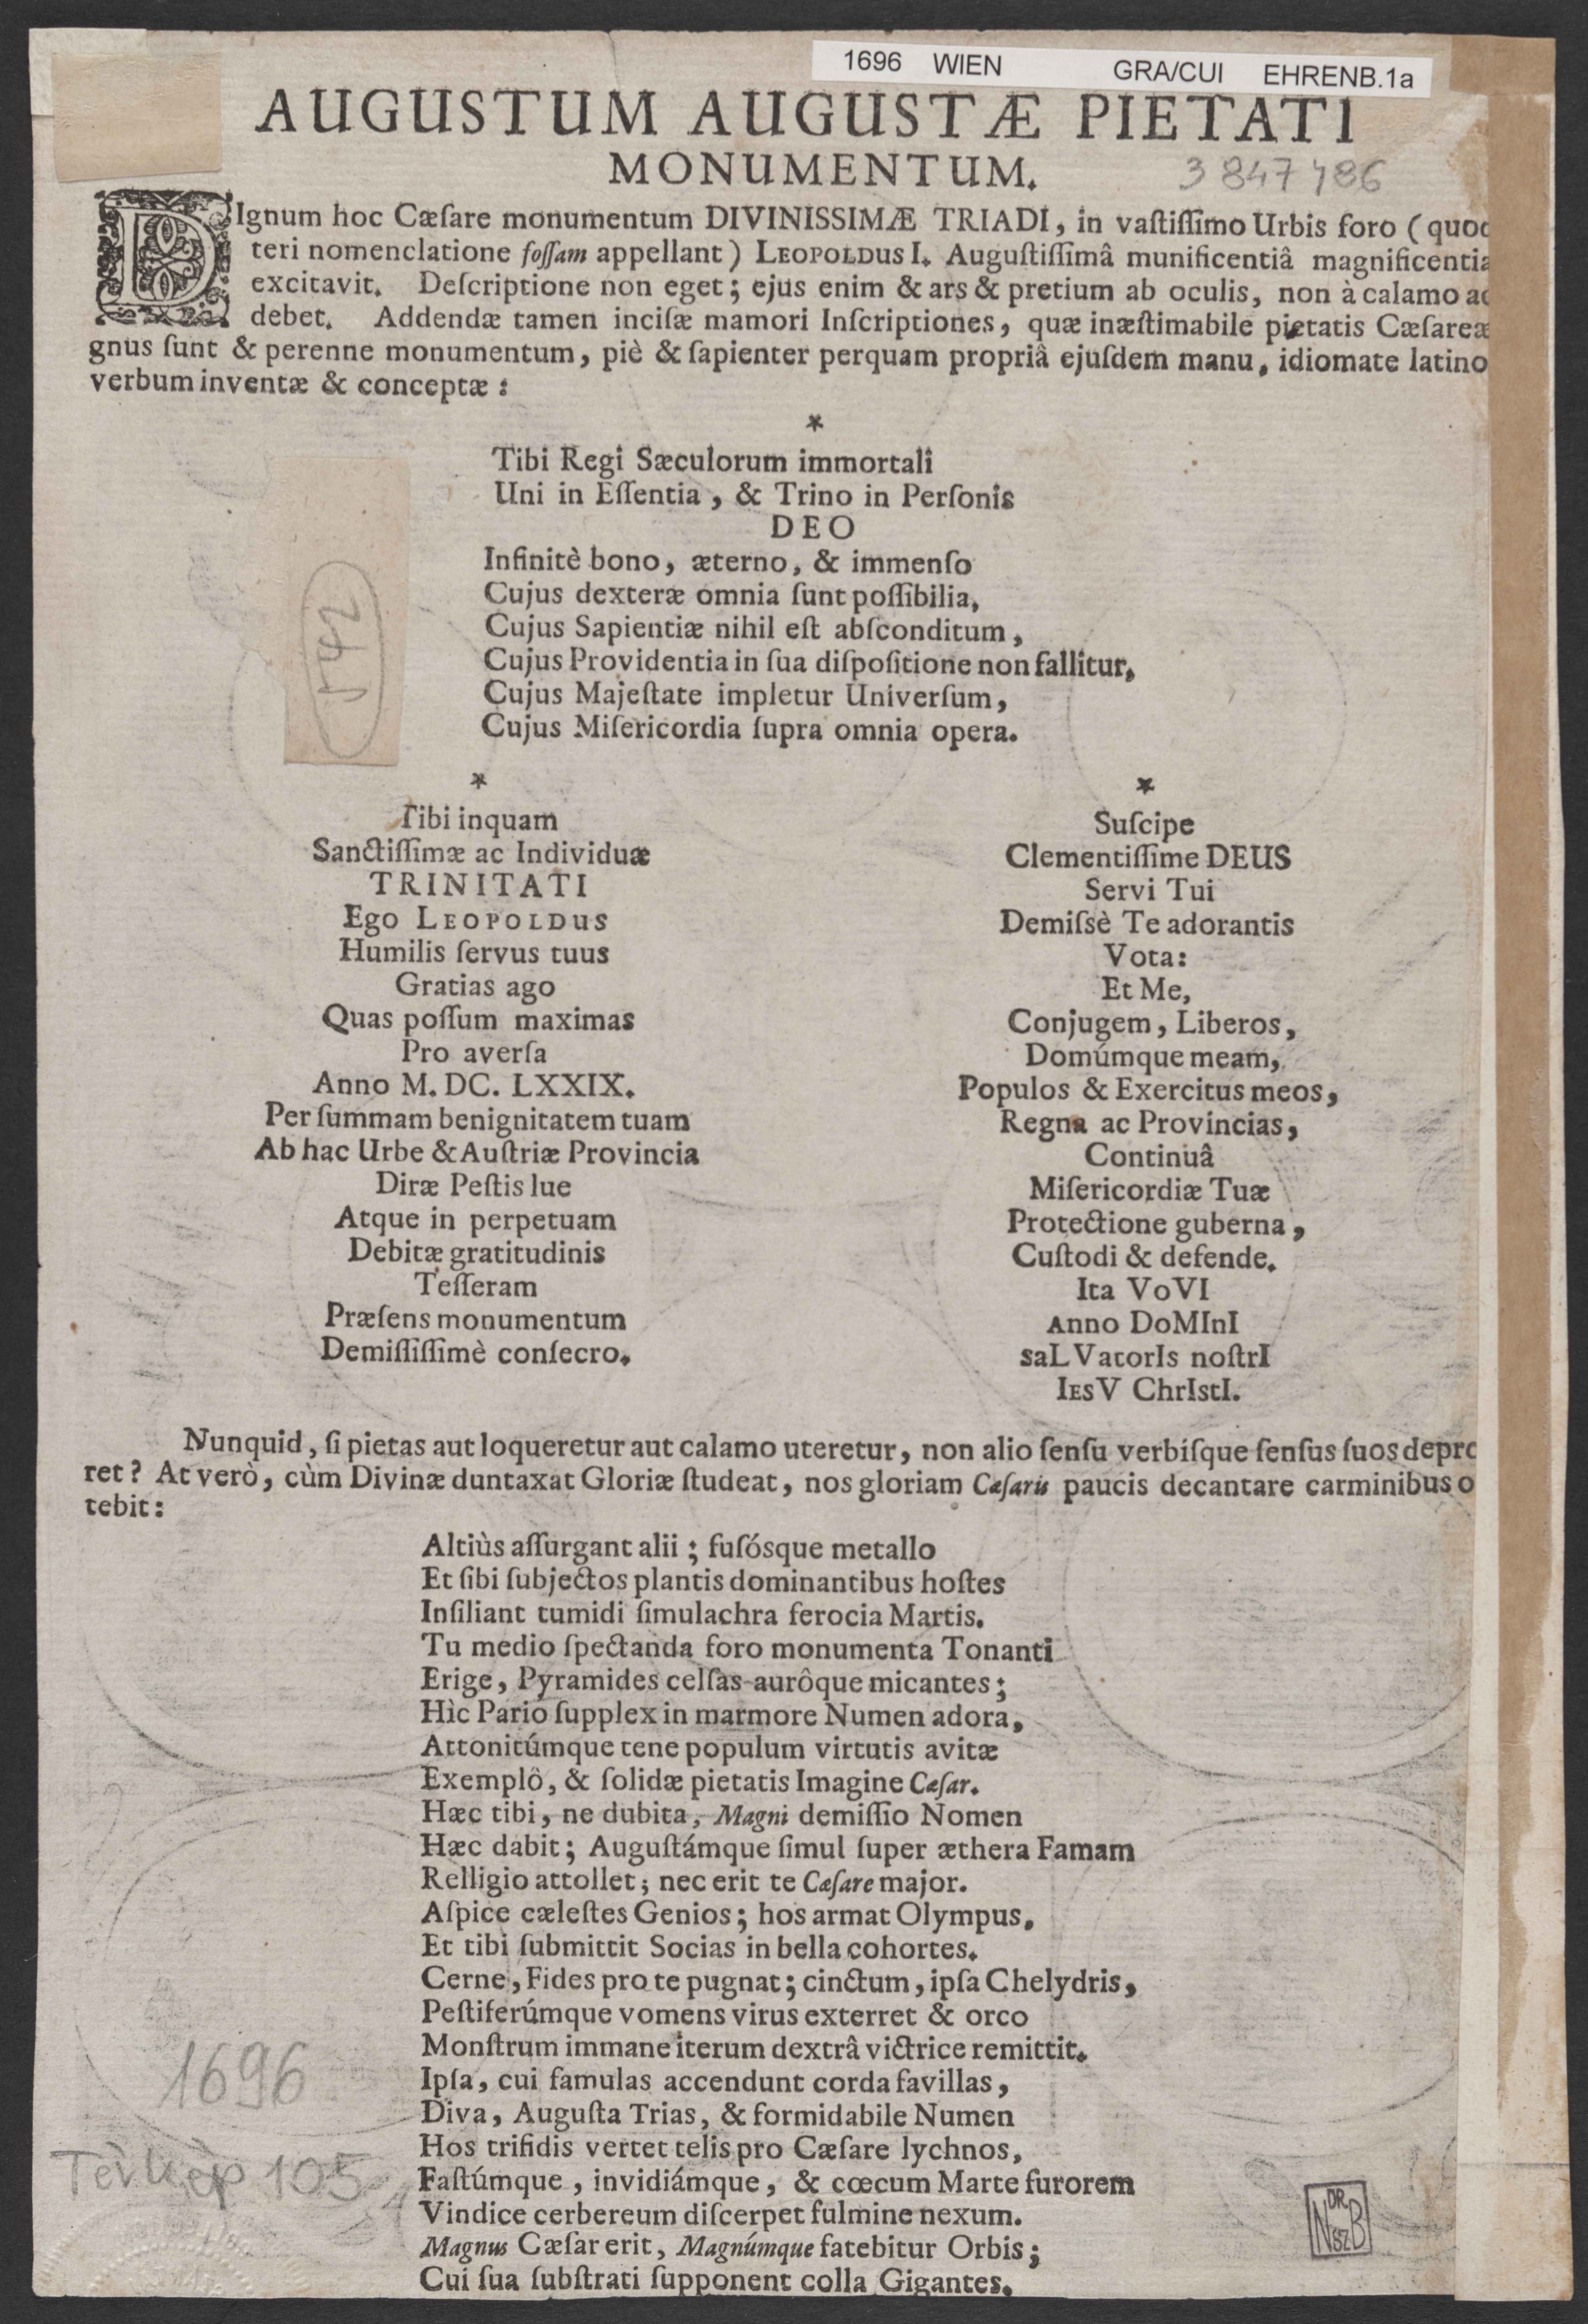 1696 WIEN GRA/CUI EHRENB.1a
AUGUSTUM AUGUSTÆ PIETATI
MONUMENTUM.
3847486
DIgnum hoc Cæſare monumentum DIVINISSIMÆ TRIADI, in vaſtiſſimo Urbis foro (quod
teri nomenclatione foſſam appellant) LEOPOLDUS I. Auguſtiſſimâ munificentiâ magnificentia
excitavit. Deſcriptione non eget; ejus enim & ars & pretium ab oculis, non à calamo
debet. Addendæ tamen inciſæ mamori Inſcriptiones, quæ inæſtimabile pietatis Cæſareæ
gnus ſunt & perenne monumentum, piè & ſapienter perquam propriâ ejuſdem manu, idiomate latino
verbum inventæ & conceptæ:
*
Tibi Regi Sæculorum immortali
Uni in Eſſentia, & Trino in Perſonis
DEO
Infinitè bono, æterno, & immenſo
Cujus dexteræ omnia ſunt poſſibilia,
Cujus Sapientiæ nihil eſt abſconditum,
Cujus Providentia in ſua diſpoſitione non fallitur,
Cujus Majeſtate impletur Univerſum,
Cujus Miſericordia ſupra omnia opera.
542
*
Tibi inquam
Sanctiſſimæ ac Individuæ
TRINITATI
Ego LEOPOLDUS
Humilis ſervus tuus
Gratias ago
Quas poſſum maximas
Pro averſa
Anno M. DC. LXXIX.
Per ſummam benignitatem tuam
Ab hac Urbe & Auſtriæ Provincia
Diræ Peſtis lue
Atque in perpetuam
Debitæ gratitudinis
Teſſeram
Præſens monumentum
Demiſſiſſimè conſecro.
*
Suſcipe
Clementiſſime DEUS
Servi Tui
Demiſsè Te adorantis
Vota:
Et Me,
Conjugem, Liberos,
Domúmque meam,
Populos & Exercitus meos,
Regna ac Provincias,
Continuâ
Miſericordiæ Tuæ
Protectione guberna,
Cuſtodi & defende.
Ita VoVI
Anno DoMInI
saLVatorIs noſtrI
IEsV ChrIstI.
Nunquid, ſi pietas aut loqueretur aut calamo uteretur, non alio ſenſu verbíſque ſenſus ſuos depro
ret? At verò, cùm Divinæ duntaxat Gloriæ ſtudeat, nos gloriam Cæſaris paucis decantare carminibus o
tebit:
Altiùs aſſurgant alii; fuſósque metallo
Et ſibi ſubjectos plantis dominantibus hoſtes
Inſiliant tumidi ſimulachra ferocia Martis.
Tu medio ſpectanda foro monumenta Tonanti
Erige, Pyramides celſas aurôque micantes;
Hìc Pario ſupplex in marmore Numen adora,
Attonitúmque tene populum virtutis avitæ
Exemplô, & ſolidæ pietatis Imagine Cæſar.
Hæc tibi, ne dubita, Magni demiſſio Nomen
Hæc dabit; Auguſtámque ſimul ſuper æthera Famam
Relligio attollet; nec erit te Cæſare major.
Aſpice cæleſtes Genios; hos armat Olympus,
Et tibi ſubmittit Socias in bella cohortes.
Cerne, Fides pro te pugnat; cinctum, ipſa Chelydris,
Peſtiferúmque vomens virus exterret & orco
Monſtrum immane iterum dextrâ victrice remittit.
Ipſa, cui famulas accendunt corda favillas,
Diva, Auguſta Trias, & formidabile Numen
Hos trifidis vertet telis pro Cæſare lychnos,
Faſtúmque, invidiámque, & cœcum Marte furorem
Vindice cerbereum diſcerpet fulmine nexum.
Magnus Cæſar erit, Magnúmque fatebitur Orbis;
Cui ſua ſubſtrati ſupponent colla Gigantes.
1696
Térkép 105